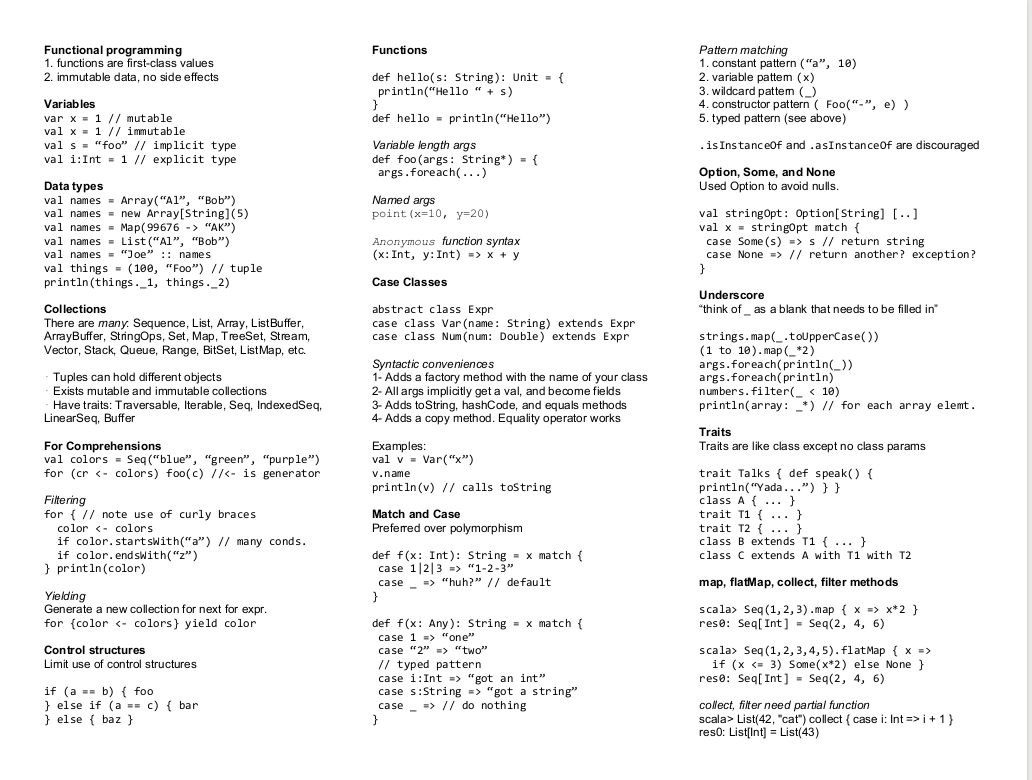 Functional programming
1. functions are first-class values
2. immutable data, no side effects
Variables
var x = 1 // mutable
val x = 1 // immutable
val s = “foo” // implicit type
val i:Int = 1 // explicit type
Data types
val names = Array(“Al”, “Bob”)
val names = new Array[String](5)
val names = Map(99676 -> “AK”)
val names = List(“Al”, “Bob”)
val names = “Joe” :: names
val things = (100, “Foo”) // tuple
println(things._1, things._2)
Collections
There are many: Sequence, List, Array, ListBuffer,
ArrayBuffer, StringOps, Set, Map, TreeSet, Stream,
Vector, Stack, Queue, Range, BitSet, ListMap, etc.
· Tuples can hold different objects
· Exists mutable and immutable collections
· Have traits: Traversable, Iterable, Seq, IndexedSeq,
LinearSeq, Buffer
For Comprehensions
val colors = Seq(“blue”, “green”, “purple”)
for (cr <- colors) foo(c) //<- is generator
Filtering
for { // note use of curly braces
color <- colors
if color.startsWith(“a”) // many conds.
if color.endsWith(“z”)
} println(color)
Yielding
Generate a new collection for next for expr.
for {color <- colors} yield color
Control structures
Limit use of control structures
if (a == b) { foo
} else if (a == c) { bar
} else { baz }
Functions
def hello(s: String): Unit = {
println(“Hello “ + s)
}
def hello = println(“Hello”)
Variable length args
def foo(args: String*) = {
args.foreach(...)
Named args
point(x=10, y=20)
Anonymous function syntax
(x:Int, y:Int) => x + y
Case Classes
abstract class Expr
case class Var(name: String) extends Expr
case class Num(num: Double) extends Expr
Syntactic conveniences
1- Adds a factory method with the name of your class
2- All args implicitly get a val, and become fields
3- Adds toString, hashCode, and equals methods
4- Adds a copy method. Equality operator works
Examples:
val v = Var(“x”)
v.name
println(v) // calls toString
Match and Case
Preferred over polymorphism
def f(x: Int): String = x match {
case 1|2|3 => “1-2-3”
case _ => “huh?” // default
}
def f(x: Any): String = x match {
case 1 => “one”
case “2” => “two”
// typed pattern
case i:Int => “got an int”
case s:String => “got a string”
case _ => // do nothing
}
Pattern matching
1. constant pattern (“a”, 10)
2. variable pattern (x)
3. wildcard pattern (_)
4. constructor pattern ( Foo(“-”, e) )
5. typed pattern (see above)
.isInstanceOf and .asInstanceOf are discouraged
Option, Some, and None
Used Option to avoid nulls.
val stringOpt: Option[String] [..]
val x = stringOpt match {
case Some(s) => s // return string
case None => // return another? exception?
}
Underscore
“think of _ as a blank that needs to be filled in”
strings.map(_.toUpperCase())
(1 to 10).map(_*2)
args.foreach(println(_))
args.foreach(println)
numbers.filter(_ < 10)
println(array: _*) // for each array elemt.
Traits
Traits are like class except no class params
trait Talks { def speak() {
println(“Yada...”) } }
class A { ... }
trait T1 { ... }
trait T2 { ... }
class B extends T1 { ... }
class C extends A with T1 with T2
map, flatMap, collect, filter methods
scala> Seq(1,2,3).map { x => x*2 }
res0: Seq[Int] = Seq(2, 4, 6)
scala> Seq(1,2,3,4,5).flatMap { x =>
if (x <= 3) Some(x*2) else None }
res0: Seq[Int] = Seq(2, 4, 6)
collect, filter need partial function
scala> List(42, "cat") collect { case i: Int => i + 1 }
res0: List[Int] = List(43)